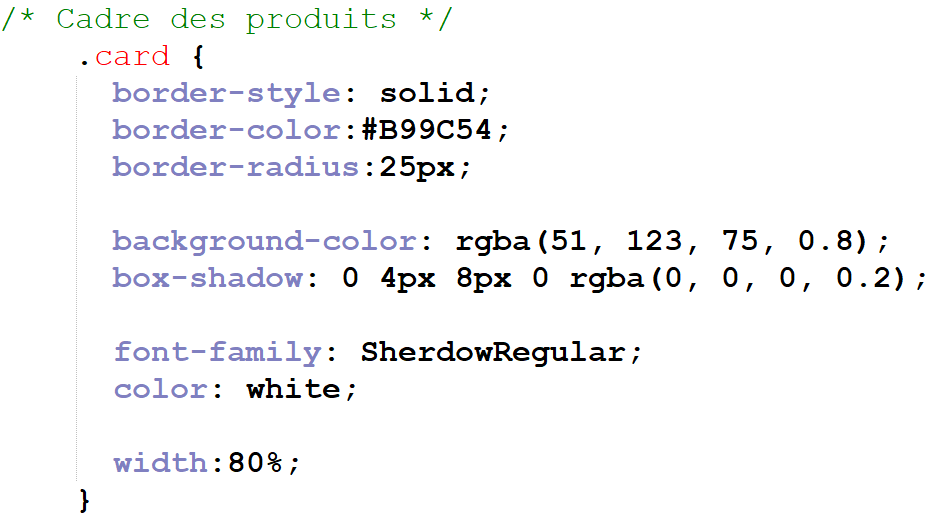 /* Cadre des produits */
.card {
border-style: solid;
border-color:#B99C54;
border-radius:25px;
background-color: rgba(51, 123, 75, 0.8);
box-shadow: 0 4px 8px 0 rgba(0, 0, 0, 0.2);
font-family: SherdowRegular;
color: white;
width:80%;
}